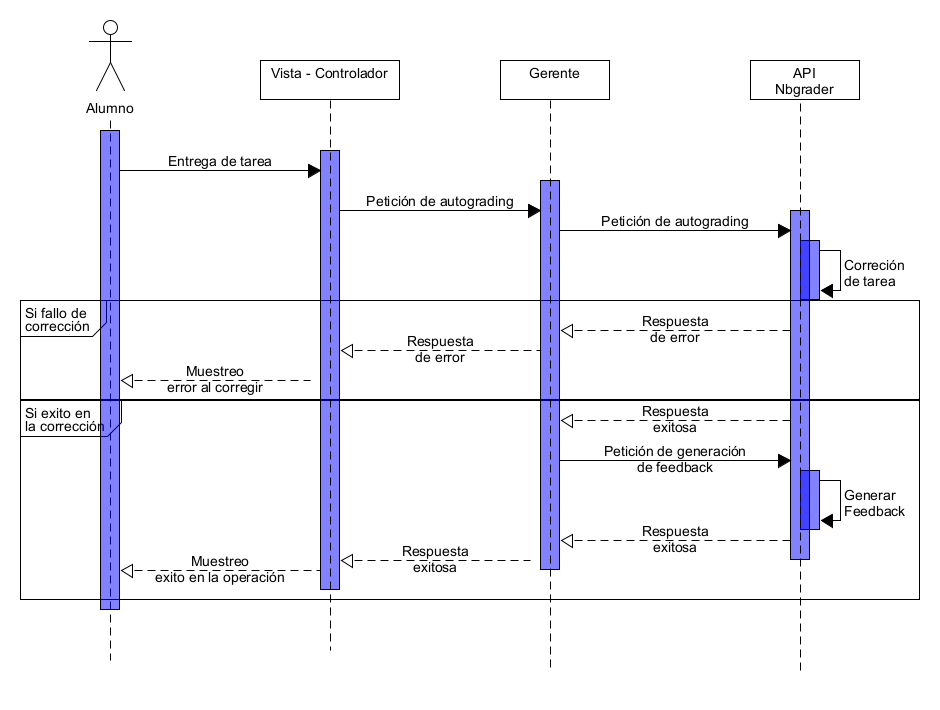 Alumno
Vista - Controlador
Gerente
API
Nbgrader
Entrega de tarea
Petición de autograding
Petición de autograding
Correción
de tarea
Si fallo de
corrección
Respuesta
de error
Respuesta
de error
Muestreo
error al corregir
Si exito en
la corrección
Respuesta
exitosa
Petición de generación
de feedback
Generar
Feedback
Respuesta
exitosa
Respuesta
exitosa
Muestreo
exito en la operación